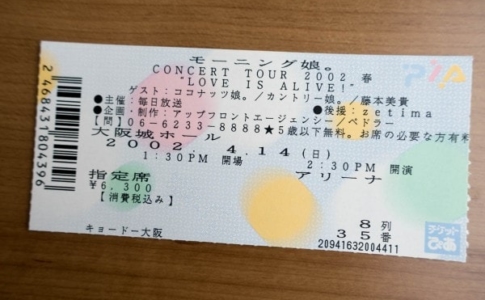 モーニング娘。
CONCERT TOUR 2002 春
"LOVE IS ALIVE!"
ゲスト：ココナッツ娘。／カントリー娘。／藤本美貴
●主催：毎日放送 ●後援：zetima
●企画・制作：アップフロントエージェンシー／ベドラー
【問】06-6233-8888★5歳以下無料。お席の必要な方有料
大阪城ホール
2002. 4.14(日)
1:30PM 開場 2:30PM 開演
指定席 アリーナ
¥6,300
【消費税込み】
8列
キョードー大阪 35番
20941632004411
2468431804396
ぴあ
チケットぴあ